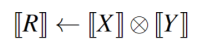 ⟦R⟧ ← ⟦X⟧ ⊗ ⟦Y⟧